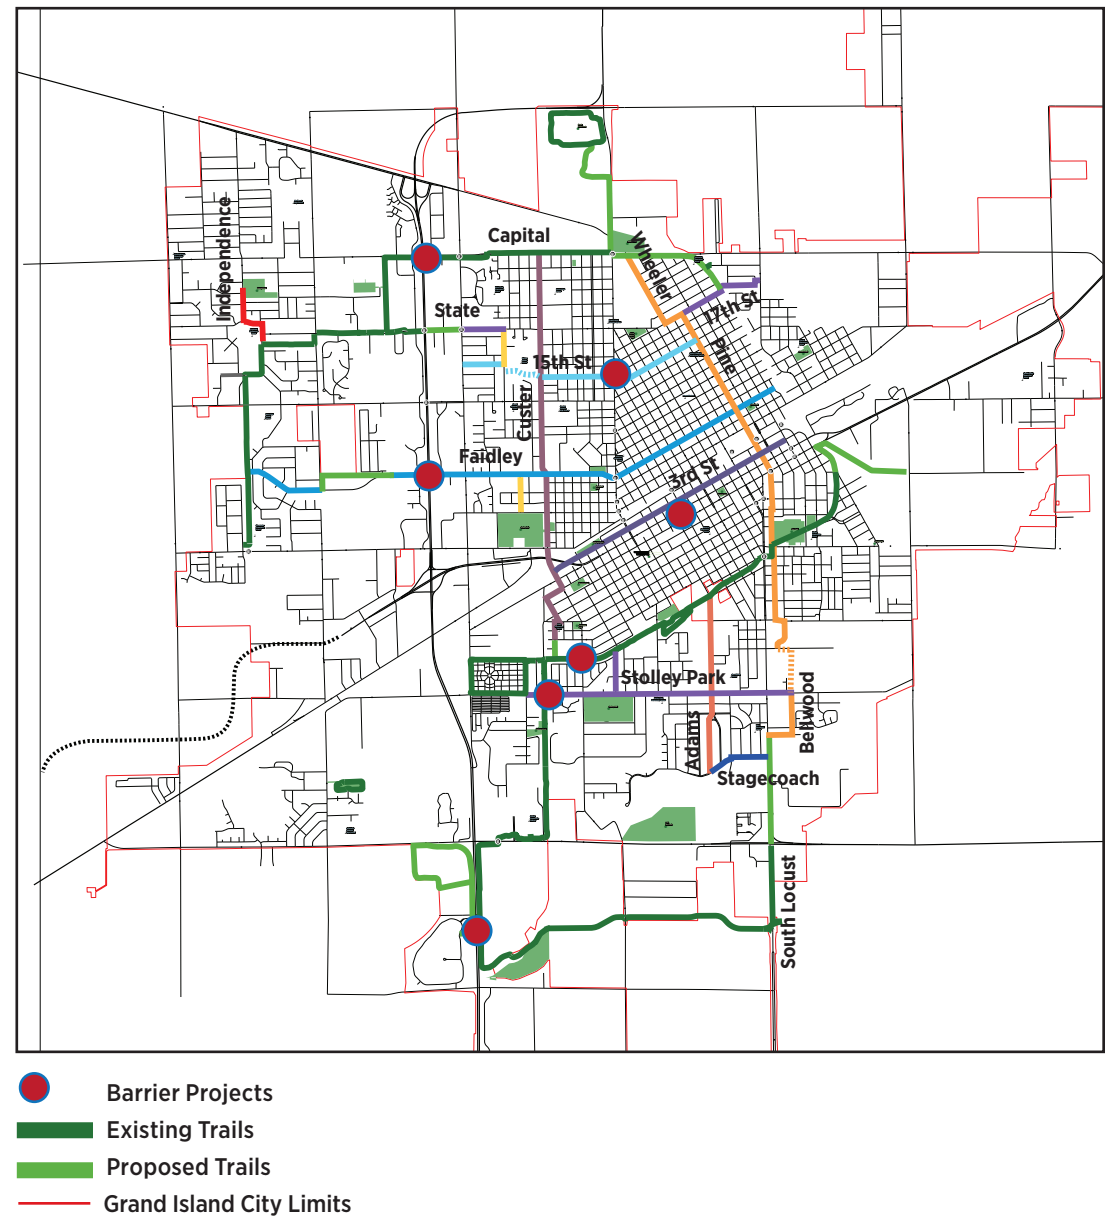 Capital
Independence
Wheeler
State
17th St
15th St
Pine
Custer
Faidley
3rd St
Stolley Park
Bellwood
Adams
Stagecoach
South Locust
Barrier Projects
Existing Trails
Proposed Trails
Grand Island City Limits